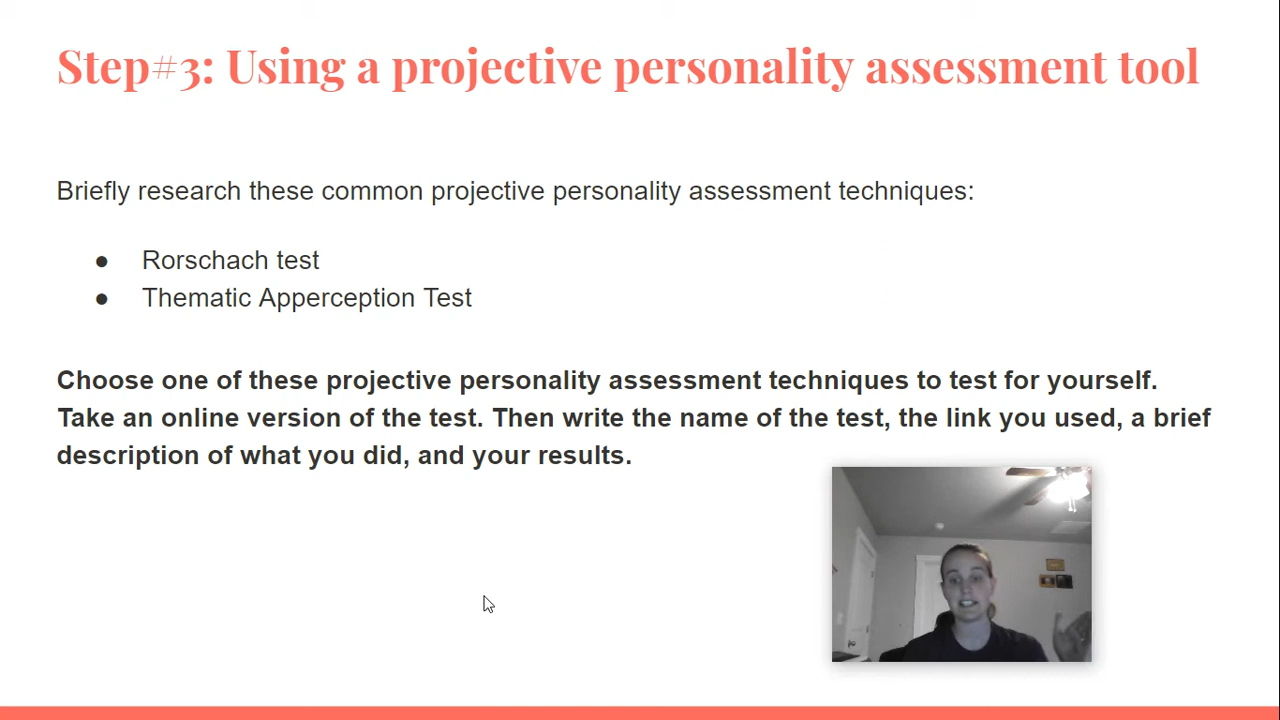 Step#3: Using a projective personality assessment tool
Briefly research these common projective personality assessment techniques:
● Rorschach test
● Thematic Apperception Test
Choose one of these projective personality assessment techniques to test for yourself.
Take an online version of the test. Then write the name of the test, the link you used, a brief
description of what you did, and your results.